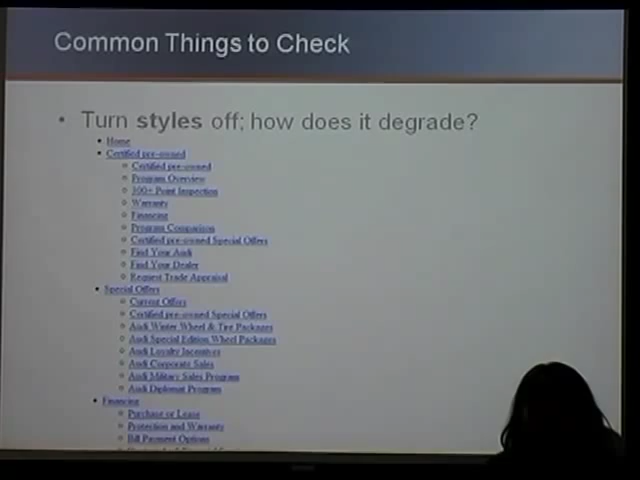 Common Things to Check
• Turn styles off; how does it degrade?
• Home
• Certified pre-owned
○ Certified pre-owned
○ Program Overview
○ 300+ Point Inspection
○ Warranty
○ Financing
○ Program Comparison
○ Certified pre-owned Special Offers
○ Find Your Audi
○ Find Your Dealer
○ Request Trade Appraisal
• Special Offers
○ Current Offers
○ Certified pre-owned Special Offers
○ Audi Winter Wheel & Tire Packages
○ Audi Special Edition Wheel Packages
○ Audi Loyalty Incentives
○ Audi Corporate Sales
○ Audi Military Sales Program
○ Audi Diplomat Program
• Financing
○ Purchase or Lease
○ Protection and Warranty
○ Bill Payment Options